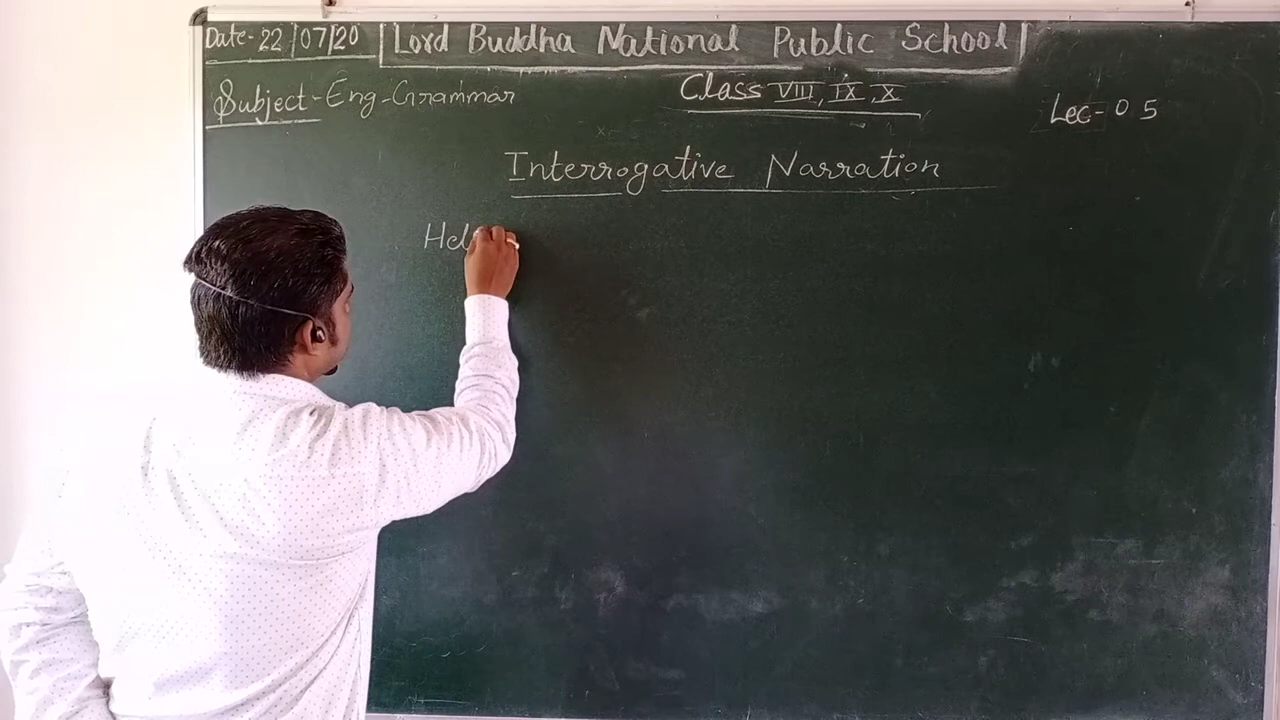 Date-22/07/20 Lord Buddha National Public School
Subject-Eng-Grammar Class VIII, IX, X Lec-05
Interrogative Narration
Hel